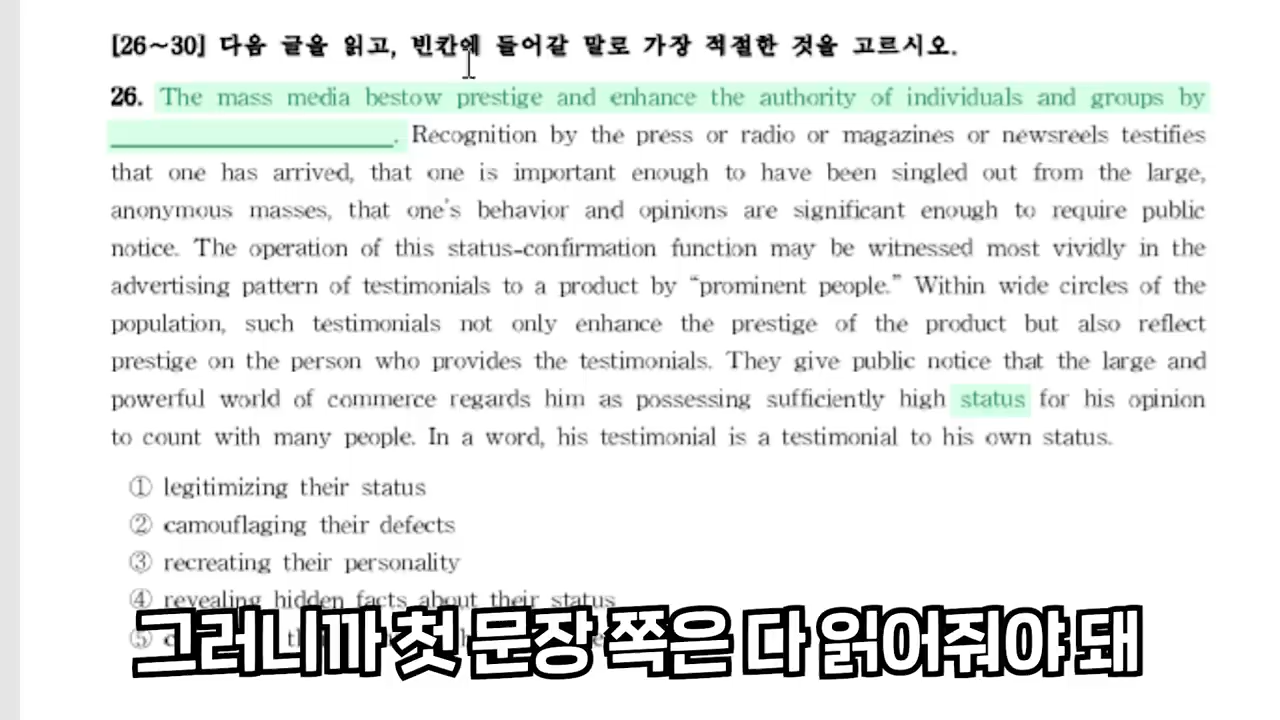 [26~30] 다음 글을 읽고, 빈칸에 들어갈 말로 가장 적절한 것을 고르시오.
26. The mass media bestow prestige and enhance the authority of individuals and groups by
____________________. Recognition by the press or radio or magazines or newsreels testifies
that one has arrived, that one is important enough to have been singled out from the large,
anonymous masses, that one's behavior and opinions are significant enough to require public
notice. The operation of this status-confirmation function may be witnessed most vividly in the
advertising pattern of testimonials to a product by “prominent people.” Within wide circles of the
population, such testimonials not only enhance the prestige of the product but also reflect
prestige on the person who provides the testimonials. They give public notice that the large and
powerful world of commerce regards him as possessing sufficiently high status for his opinion
to count with many people. In a word, his testimonial is a testimonial to his own status.
① legitimizing their status
② camouflaging their defects
③ recreating their personality
④ revealing hidden facts about their status
⑤
그러니까 첫 문장 쪽은 다 읽어줘야 돼